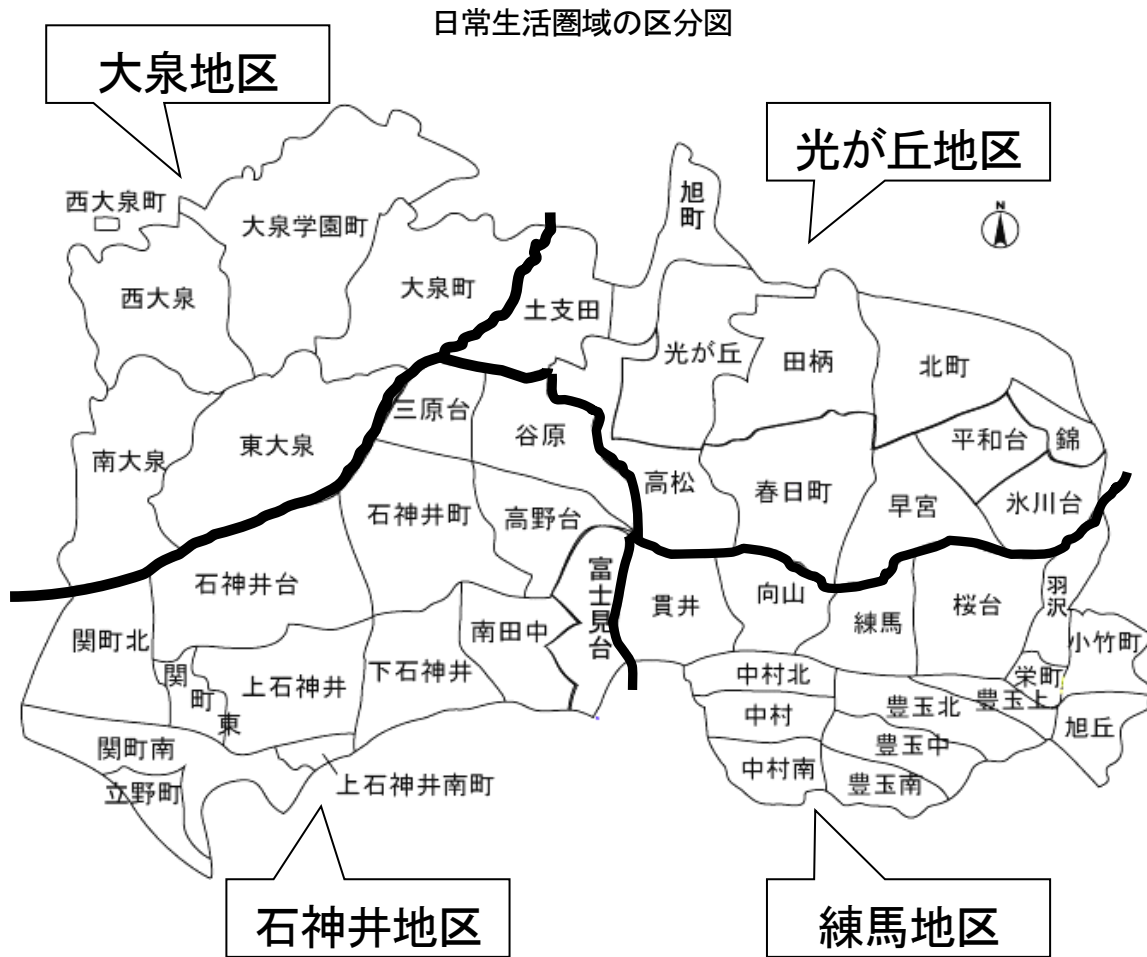 日常生活圏域の区分図
大泉地区
光が丘地区
N
旭町
西大泉町
大泉学園町
大泉町
西大泉
土支田
光が丘
田柄
北町
三原台
谷原
東大泉
南大泉
平和台
錦
高松
春日町
早宮
氷川台
石神井町
高野台
石神井台
富士見台
貫井
向山
練馬
桜台
羽沢
関町北
南田中
小竹町
関町東
上石神井
下石神井
中村北
栄町
豊玉上
豊玉北
中村
旭丘
関町南
豊玉中
中村南
豊玉南
立野町
上石神井南町
石神井地区
練馬地区